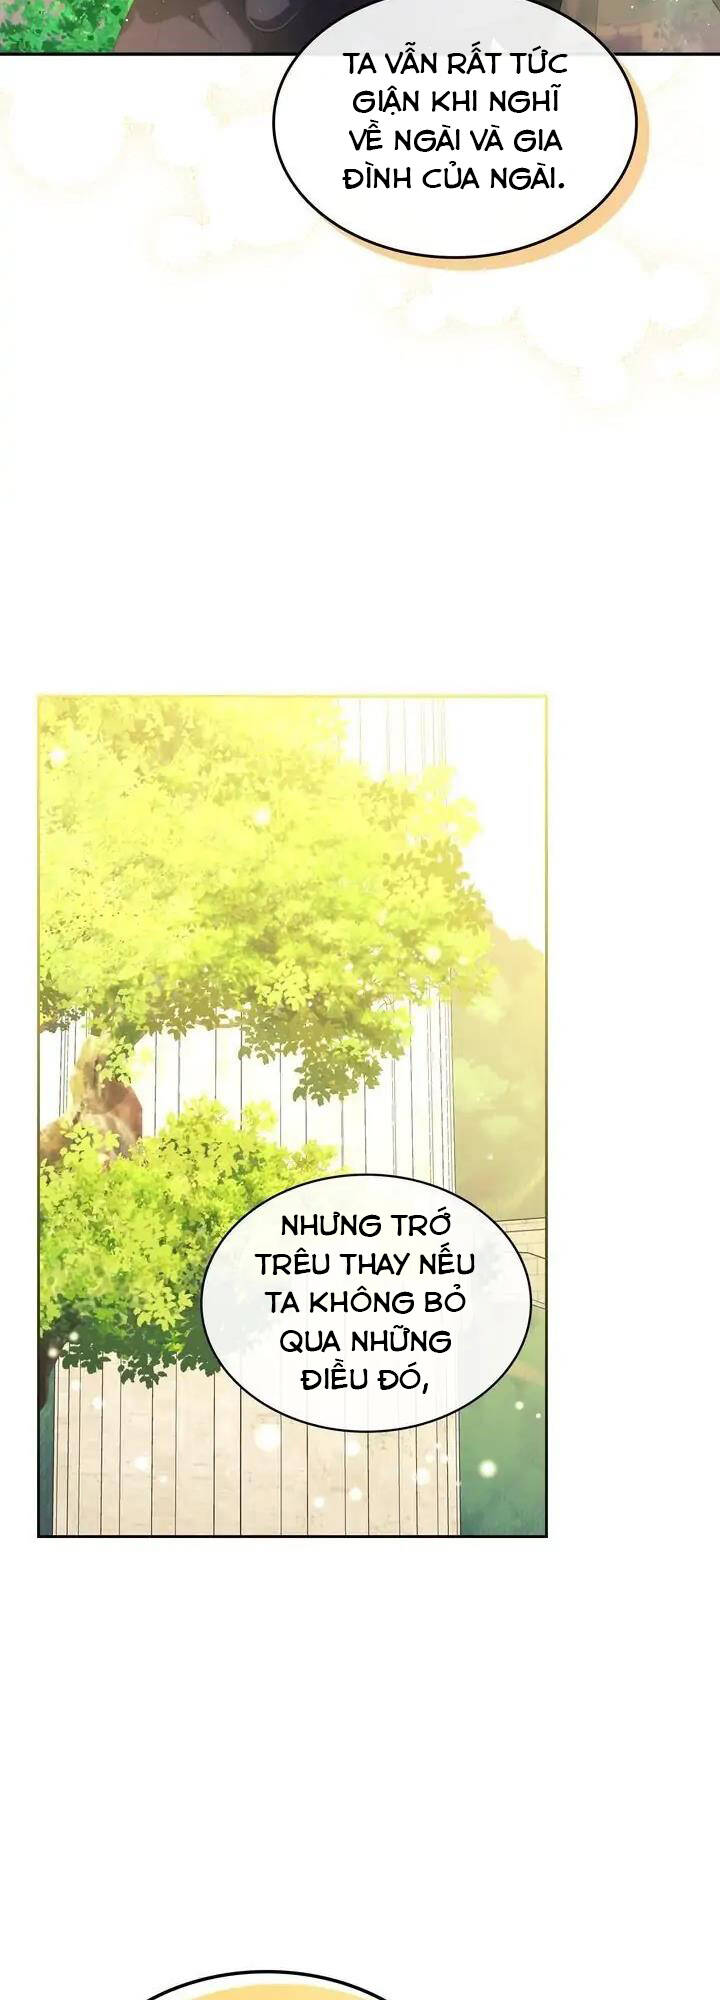 TA VẪN RẤT TỨC
GIẬN KHI NGHĨ
VỀ NGÀI VÀ GIA
ĐÌNH CỦA NGÀI.
NHƯNG TRỚ
TRÊU THAY NẾU
TA KHÔNG BỎ
QUA NHỮNG
ĐIỀU ĐÓ,